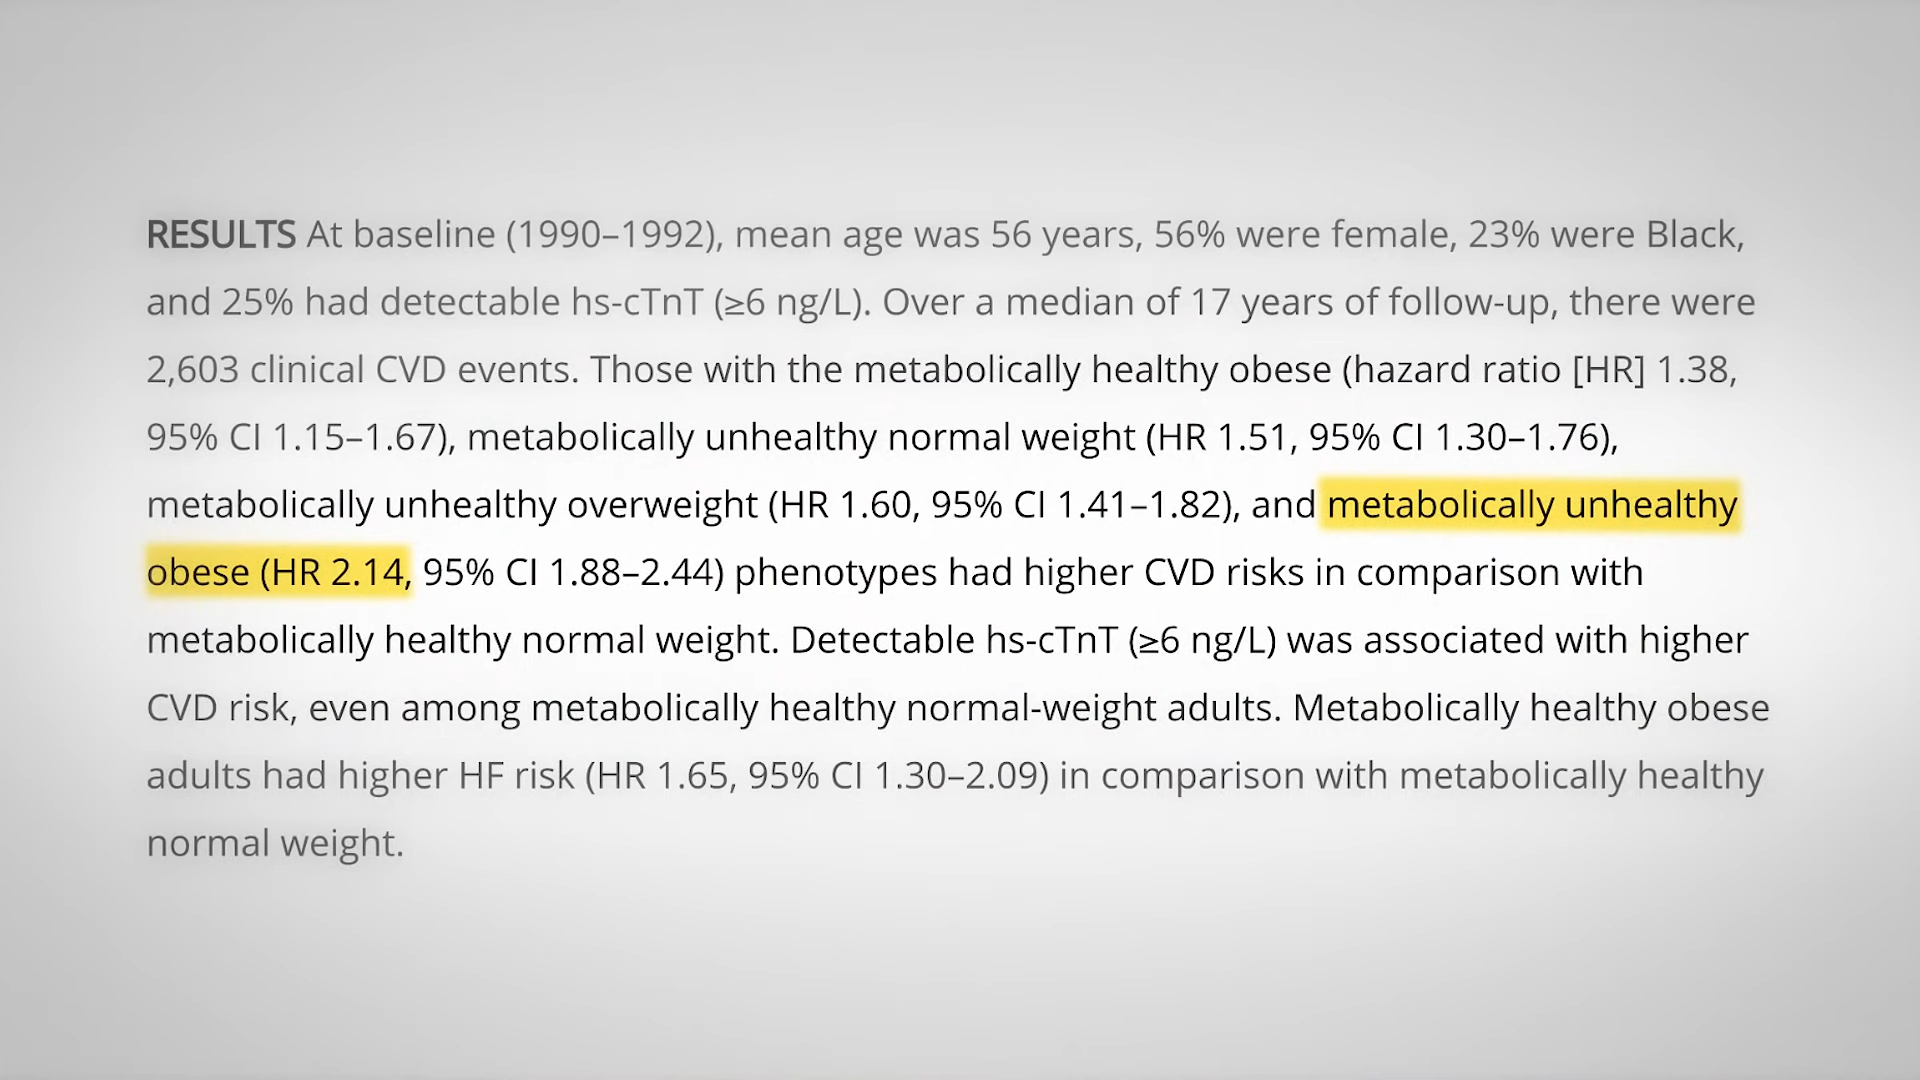 RESULTS At baseline (1990–1992), mean age was 56 years, 56% were female, 23% were Black,
and 25% had detectable hs-cTnT (≥6 ng/L). Over a median of 17 years of follow-up, there were
2,603 clinical CVD events. Those with the metabolically healthy obese (hazard ratio [HR] 1.38,
95% CI 1.15–1.67), metabolically unhealthy normal weight (HR 1.51, 95% CI 1.30–1.76),
metabolically unhealthy overweight (HR 1.60, 95% CI 1.41–1.82), and metabolically unhealthy
obese (HR 2.14, 95% CI 1.88–2.44) phenotypes had higher CVD risks in comparison with
metabolically healthy normal weight. Detectable hs-cTnT (≥6 ng/L) was associated with higher
CVD risk, even among metabolically healthy normal-weight adults. Metabolically healthy obese
adults had higher HF risk (HR 1.65, 95% CI 1.30–2.09) in comparison with metabolically healthy
normal weight.